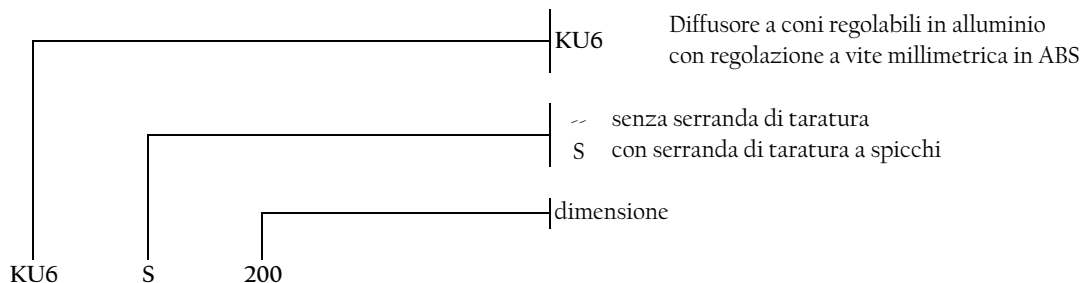 KU6 Diffusore a coni regolabili in alluminio
con regolazione a vite millimetrica in ABS
-- senza serranda di taratura
S con serranda di taratura a spicchi
dimensione
KU6 S 200